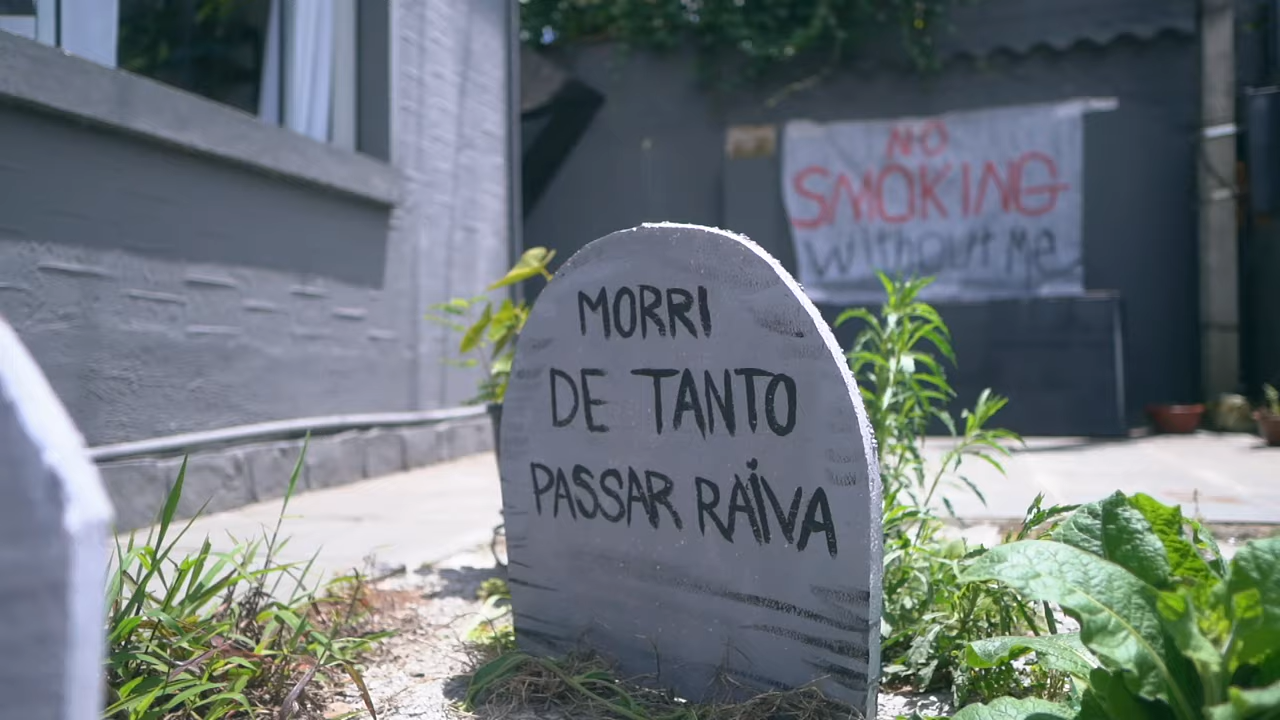 MORRI
DE TANTO
PASSAR RAIVA
NO
SMOKING
Without Me